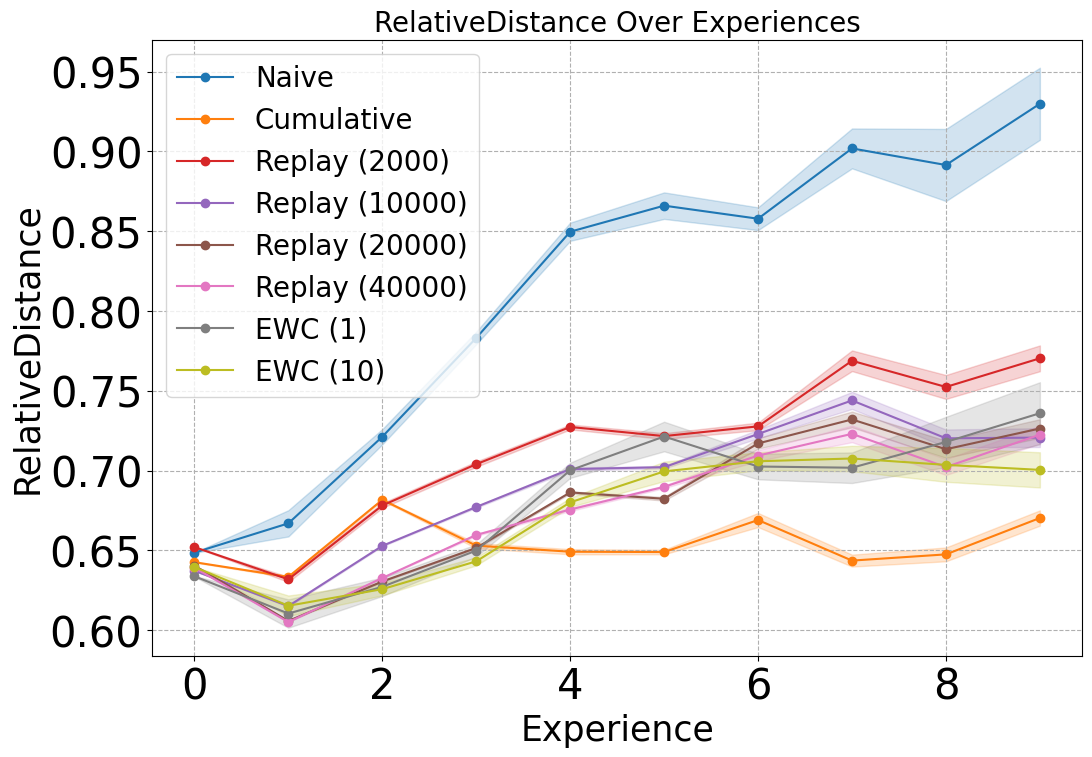 RelativeDistance Over Experiences
0.95
0.90
0.85
0.80
0.75
0.70
0.65
0.60
RelativeDistance
Naive
Cumulative
Replay (2000)
Replay (10000)
Replay (20000)
Replay (40000)
EWC (1)
EWC (10)
0 2 4 6 8
Experience